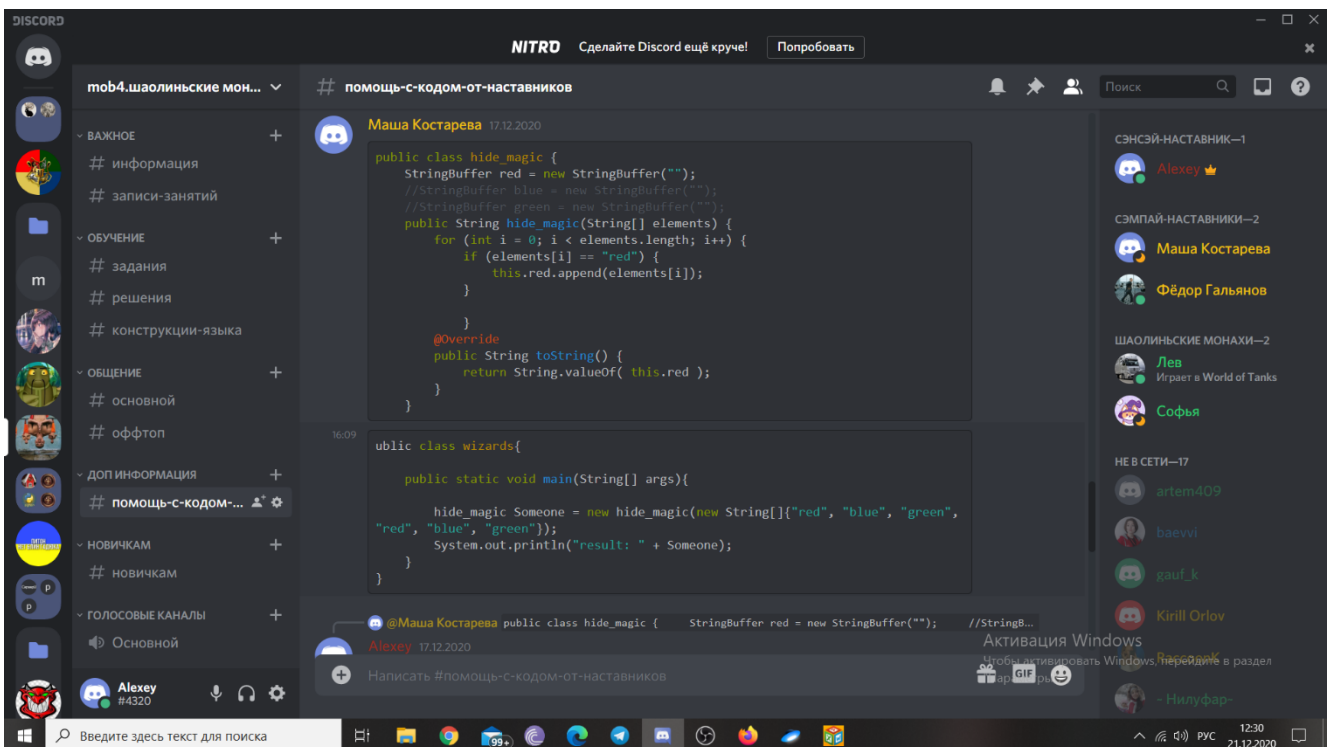 DISCORD
NITRO Сделайте Discord ещё круче! Попробовать
mob4.шаолиньские мон...
ВАЖНОЕ
# информация
# записи-занятий
ОБУЧЕНИЕ
# задания
# решения
# конструкции-языка
ОБЩЕНИЕ
# основной
# оффтоп
ДОП ИНФОРМАЦИЯ
# помощь-с-кодом-...
НОВИЧКАМ
# новичкам
ГОЛОСОВЫЕ КАНАЛЫ
Основной
Alexey
#4320
m
P
P
# помощь-с-кодом-от-наставников
Поиск
Маша Костарева 17.12.2020
public class hide_magic {
StringBuffer red = new StringBuffer("");
//StringBuffer blue = new StringBuffer("");
//StringBuffer green = new StringBuffer("");
public String hide_magic(String[] elements) {
for (int i = 0; i < elements.length; i++) {
if (elements[i] == "red") {
this.red.append(elements[i]);
}
}
@Override
public String toString() {
return String.valueOf( this.red );
}
}
16:09
ublic class wizards{
public static void main(String[] args){
hide_magic Someone = new hide_magic(new String[]{"red", "blue", "green",
"red", "blue", "green"});
System.out.println("result: " + Someone);
}
}
@Маша Костарева public class hide_magic { StringBuffer red = new StringBuffer(""); //StringB...
Alexey 17.12.2020
Написать #помощь-с-кодом-от-наставников
GIF
СЭНСЭЙ-НАСТАВНИК—1
Alexey
СЭМПАЙ-НАСТАВНИКИ—2
Маша Костарева
Фёдор Гальянов
ШАОЛИНЬСКИЕ МОНАХИ—2
Лев
Играет в World of Tanks
Софья
НЕ В СЕТИ—17
artem409
baevvi
gauf_k
Kirill Orlov
- Нилуфар-
Активация Windows
Чтобы активировать Windows, перейдите в раздел
Введите здесь текст для поиска
99+
РУС
12:30
21.12.2020